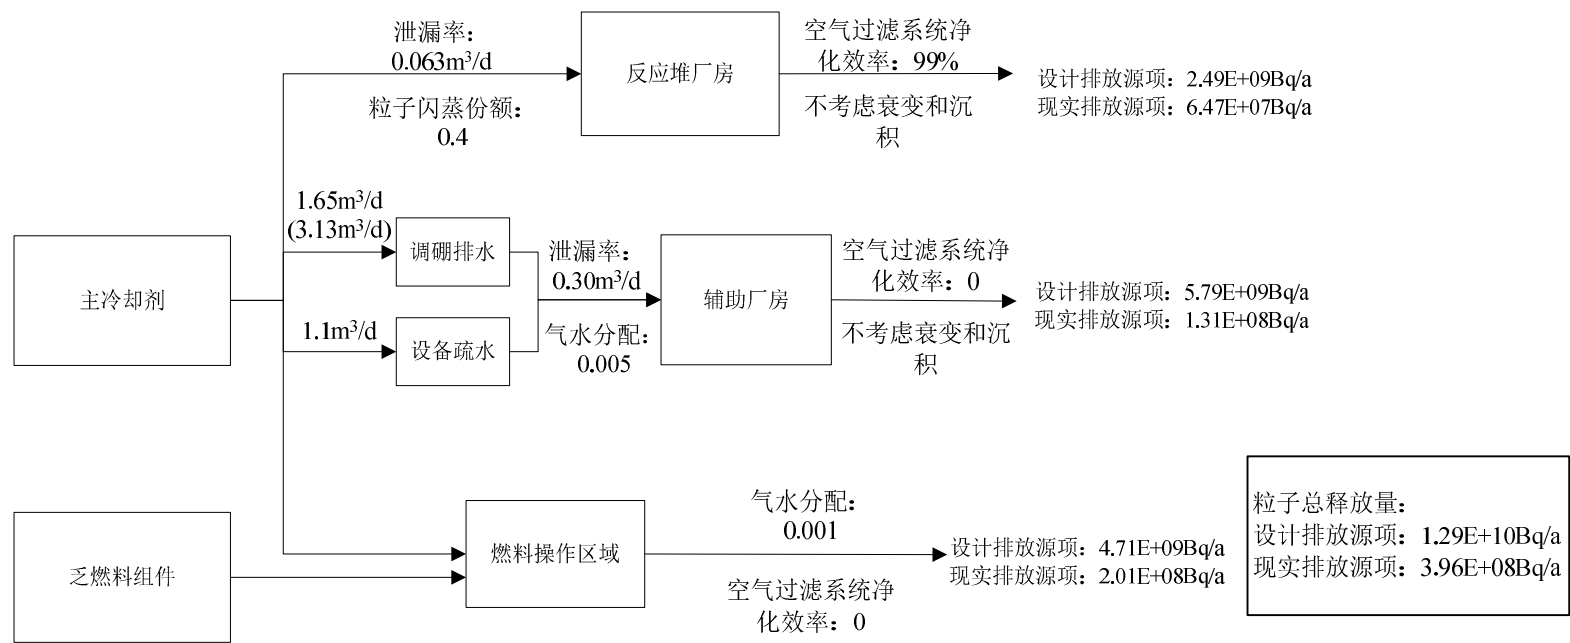 泄漏率：
0.063m³/d
粒子闪蒸份额：
0.4
反应堆厂房
空气过滤系统净
化效率：99%
不考虑衰变和沉
积
设计排放源项：2.49E+09Bq/a
现实排放源项：6.47E+07Bq/a
主冷却剂
1.65m³/d
(3.13m³/d)
调硼排水
1.1m³/d
设备疏水
泄漏率：
0.30m³/d
气水分配：
0.005
辅助厂房
空气过滤系统净
化效率：0
不考虑衰变和沉
积
设计排放源项：5.79E+09Bq/a
现实排放源项：1.31E+08Bq/a
乏燃料组件
燃料操作区域
气水分配：
0.001
空气过滤系统净
化效率：0
设计排放源项：4.71E+09Bq/a
现实排放源项：2.01E+08Bq/a
粒子总释放量：
设计排放源项：1.29E+10Bq/a
现实排放源项：3.96E+08Bq/a